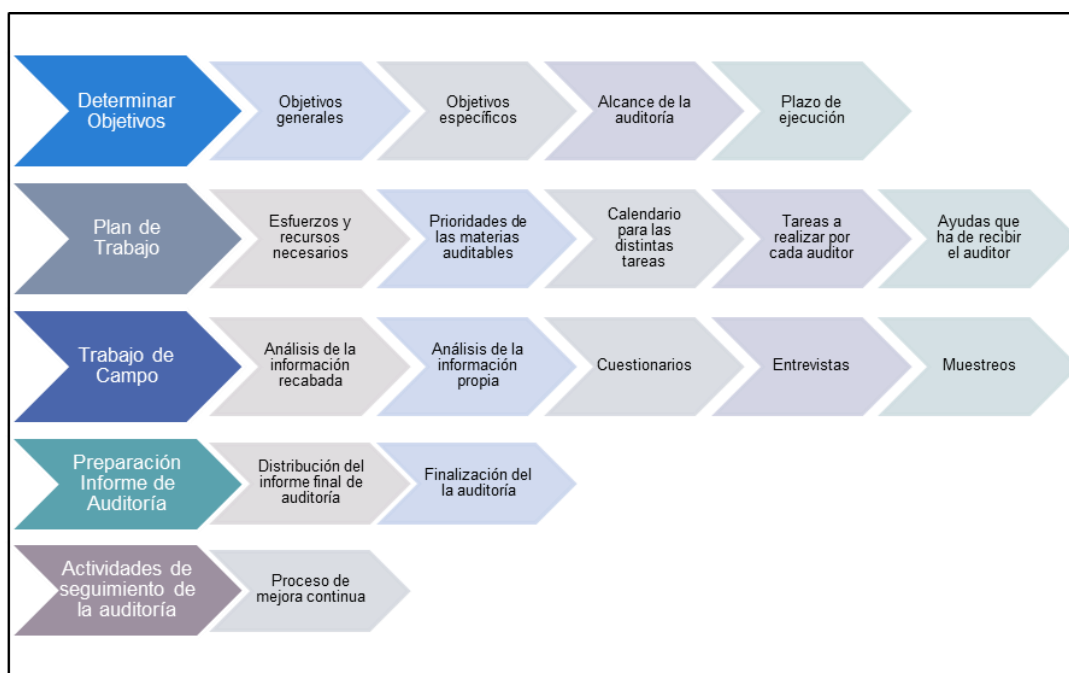 Determinar
Objetivos
Objetivos
generales
Objetivos
específicos
Alcance de la
auditoría
Plazo de
ejecución
Plan de
Trabajo
Esfuerzos y
recursos
necesarios
Prioridades de
las materias
auditables
Calendario
para las
distintas
tareas
Tareas a
realizar por
cada auditor
Ayudas que
ha de recibir
el auditor
Trabajo de
Campo
Análisis de la
información
recabada
Análisis de la
información
propia
Cuestionarios
Entrevistas
Muestreos
Preparación
Informe de
Auditoría
Distribución del
informe final de
auditoría
Finalización del
la auditoría
Actividades de
seguimiento de
la auditoría
Proceso de
mejora continua